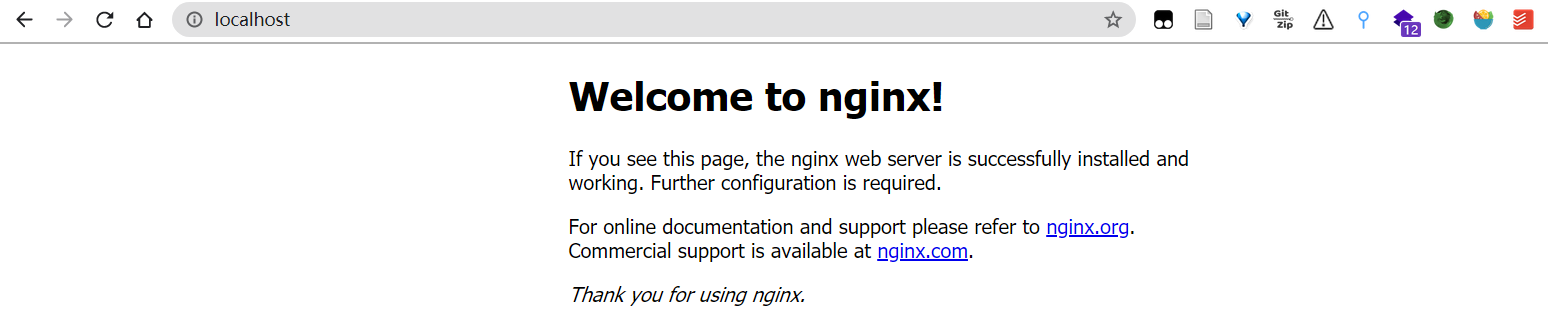 localhost
Git
Zip
12
Welcome to nginx!
If you see this page, the nginx web server is successfully installed and
working. Further configuration is required.
For online documentation and support please refer to nginx.org.
Commercial support is available at nginx.com.
Thank you for using nginx.